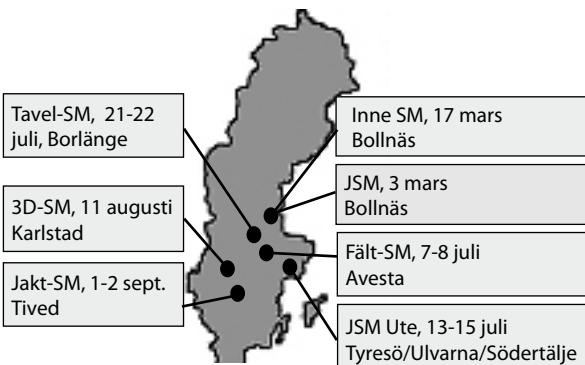 Tavel-SM, 21-22
juli, Borlänge
3D-SM, 11 augusti
Karlstad
Jakt-SM, 1-2 sept.
Tived
Inne SM, 17 mars
Bollnäs
JSM, 3 mars
Bollnäs
Fält-SM, 7-8 juli
Avesta
JSM Ute, 13-15 juli
Tyresö/Ulvarna/Södertälje